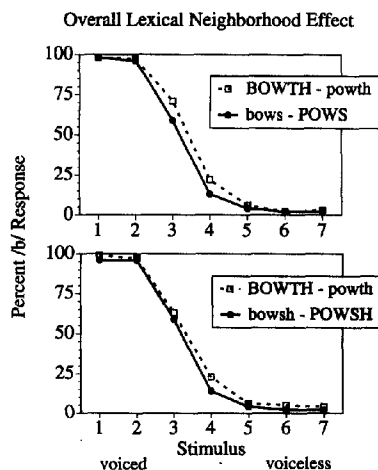 Overall Lexical Neighborhood Effect
Percent /b/ Response
100
75
50
25
0
BOWTH - powth
bows - POWS
1 2 3 4 5 6 7
100
75
50
25
0
BOWTH - powth
bowsh - POWSH
1 2 3 4 5 6 7
Stimulus
voiced voiceless